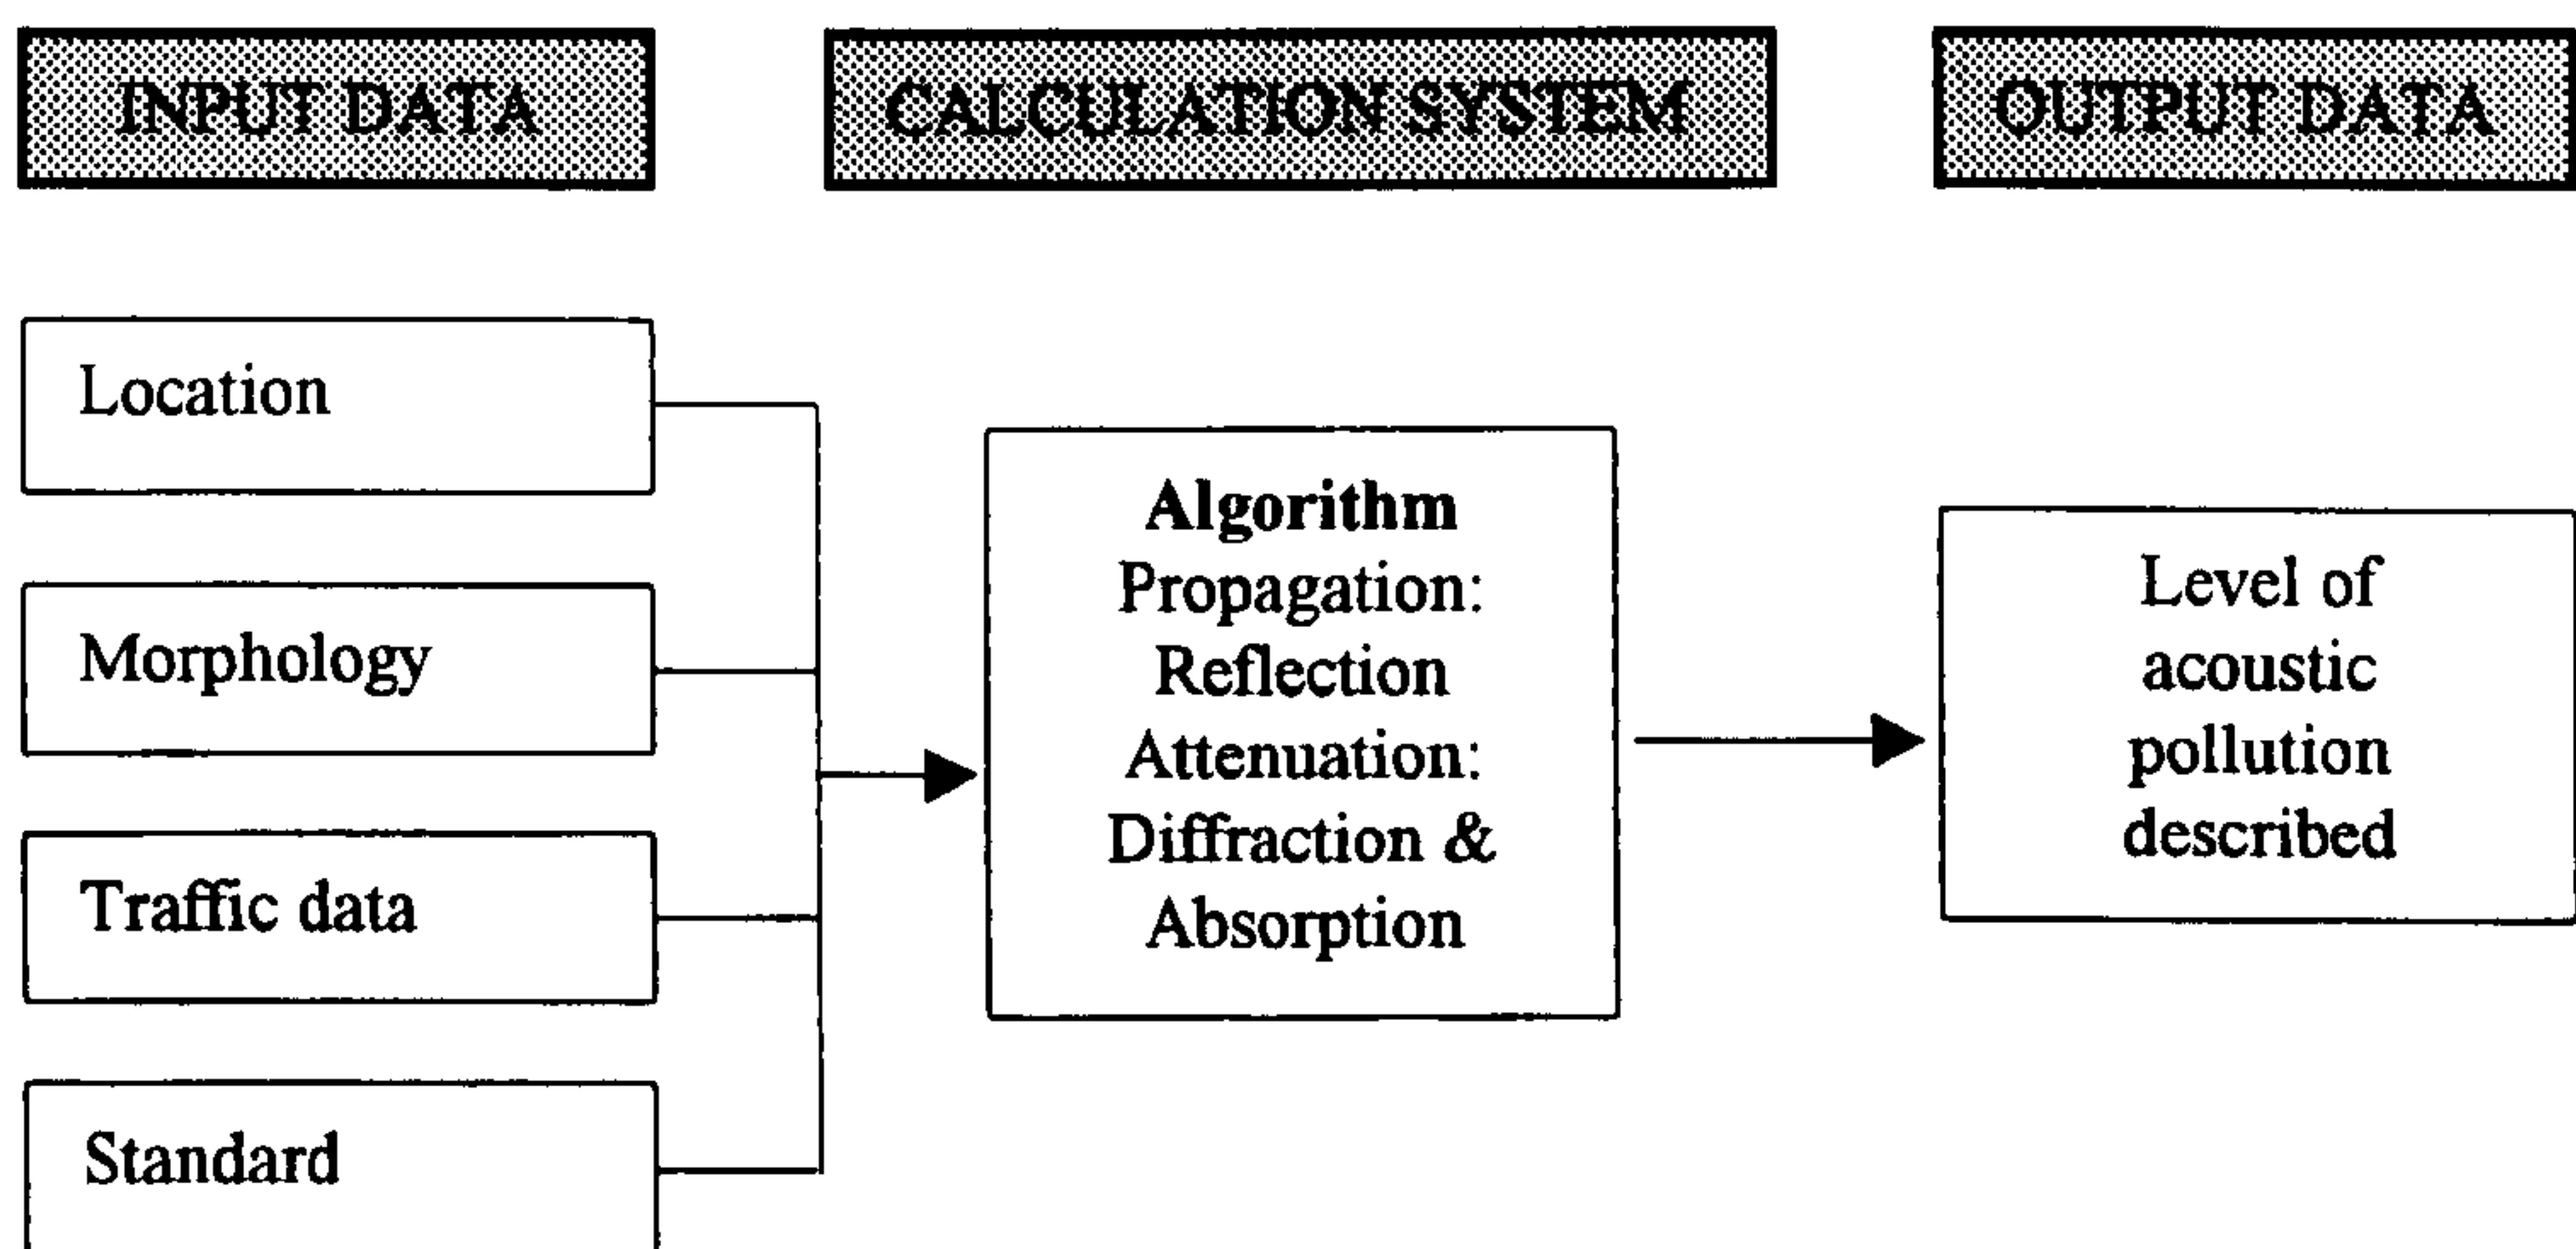 INPUT DATA
CALCULATION SYSTEM
OUTPUT DATA
Location
Morphology
Traffic data
Standard
Algorithm
Propagation:
Reflection
Attenuation:
Diffraction &
Absorption
Level of
acoustic
pollution
described